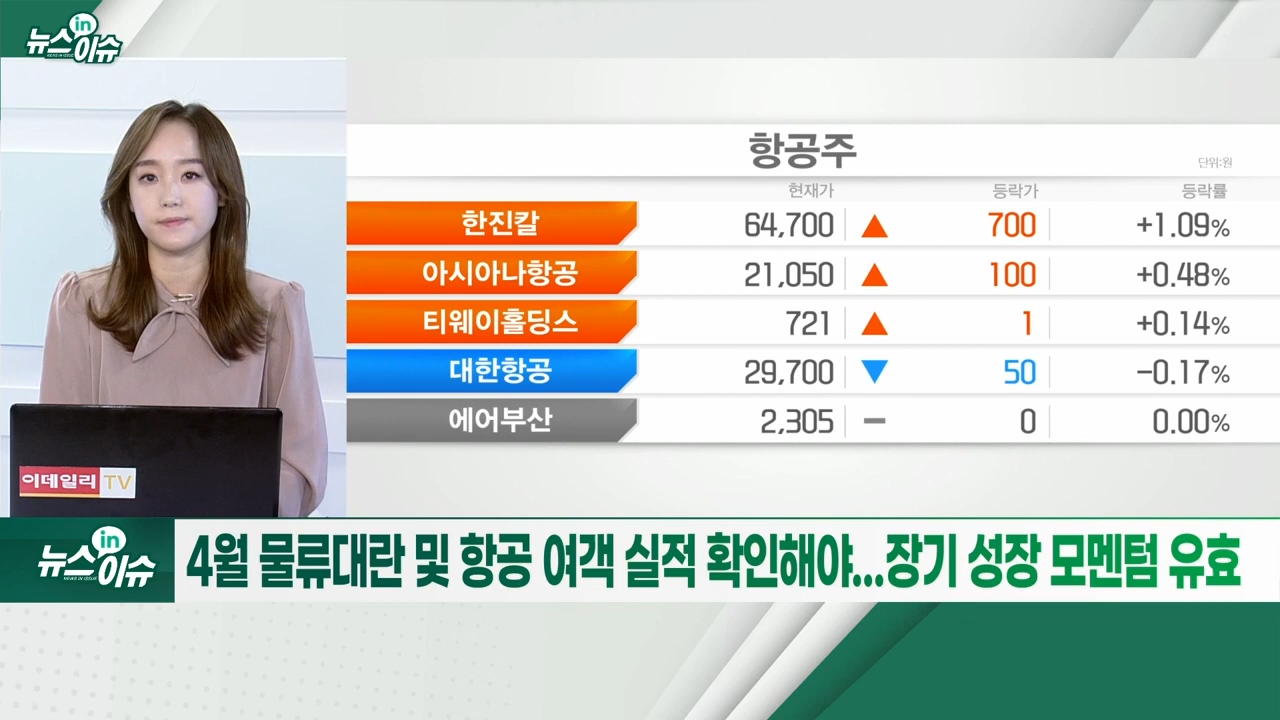 뉴스in이슈
항공주
단위:원
현재가 등락가 등락률
한진칼 64,700 ▲ 700 +1.09%
아시아나항공 21,050 ▲ 100 +0.48%
티웨이홀딩스 721 ▲ 1 +0.14%
대한항공 29,700 ▼ 50 -0.17%
에어부산 2,305 - 0 0.00%
이데일리TV
뉴스in이슈
NEWS IN ISSUE
4월 물류대란 및 항공 여객 실적 확인해야...장기 성장 모멘텀 유효